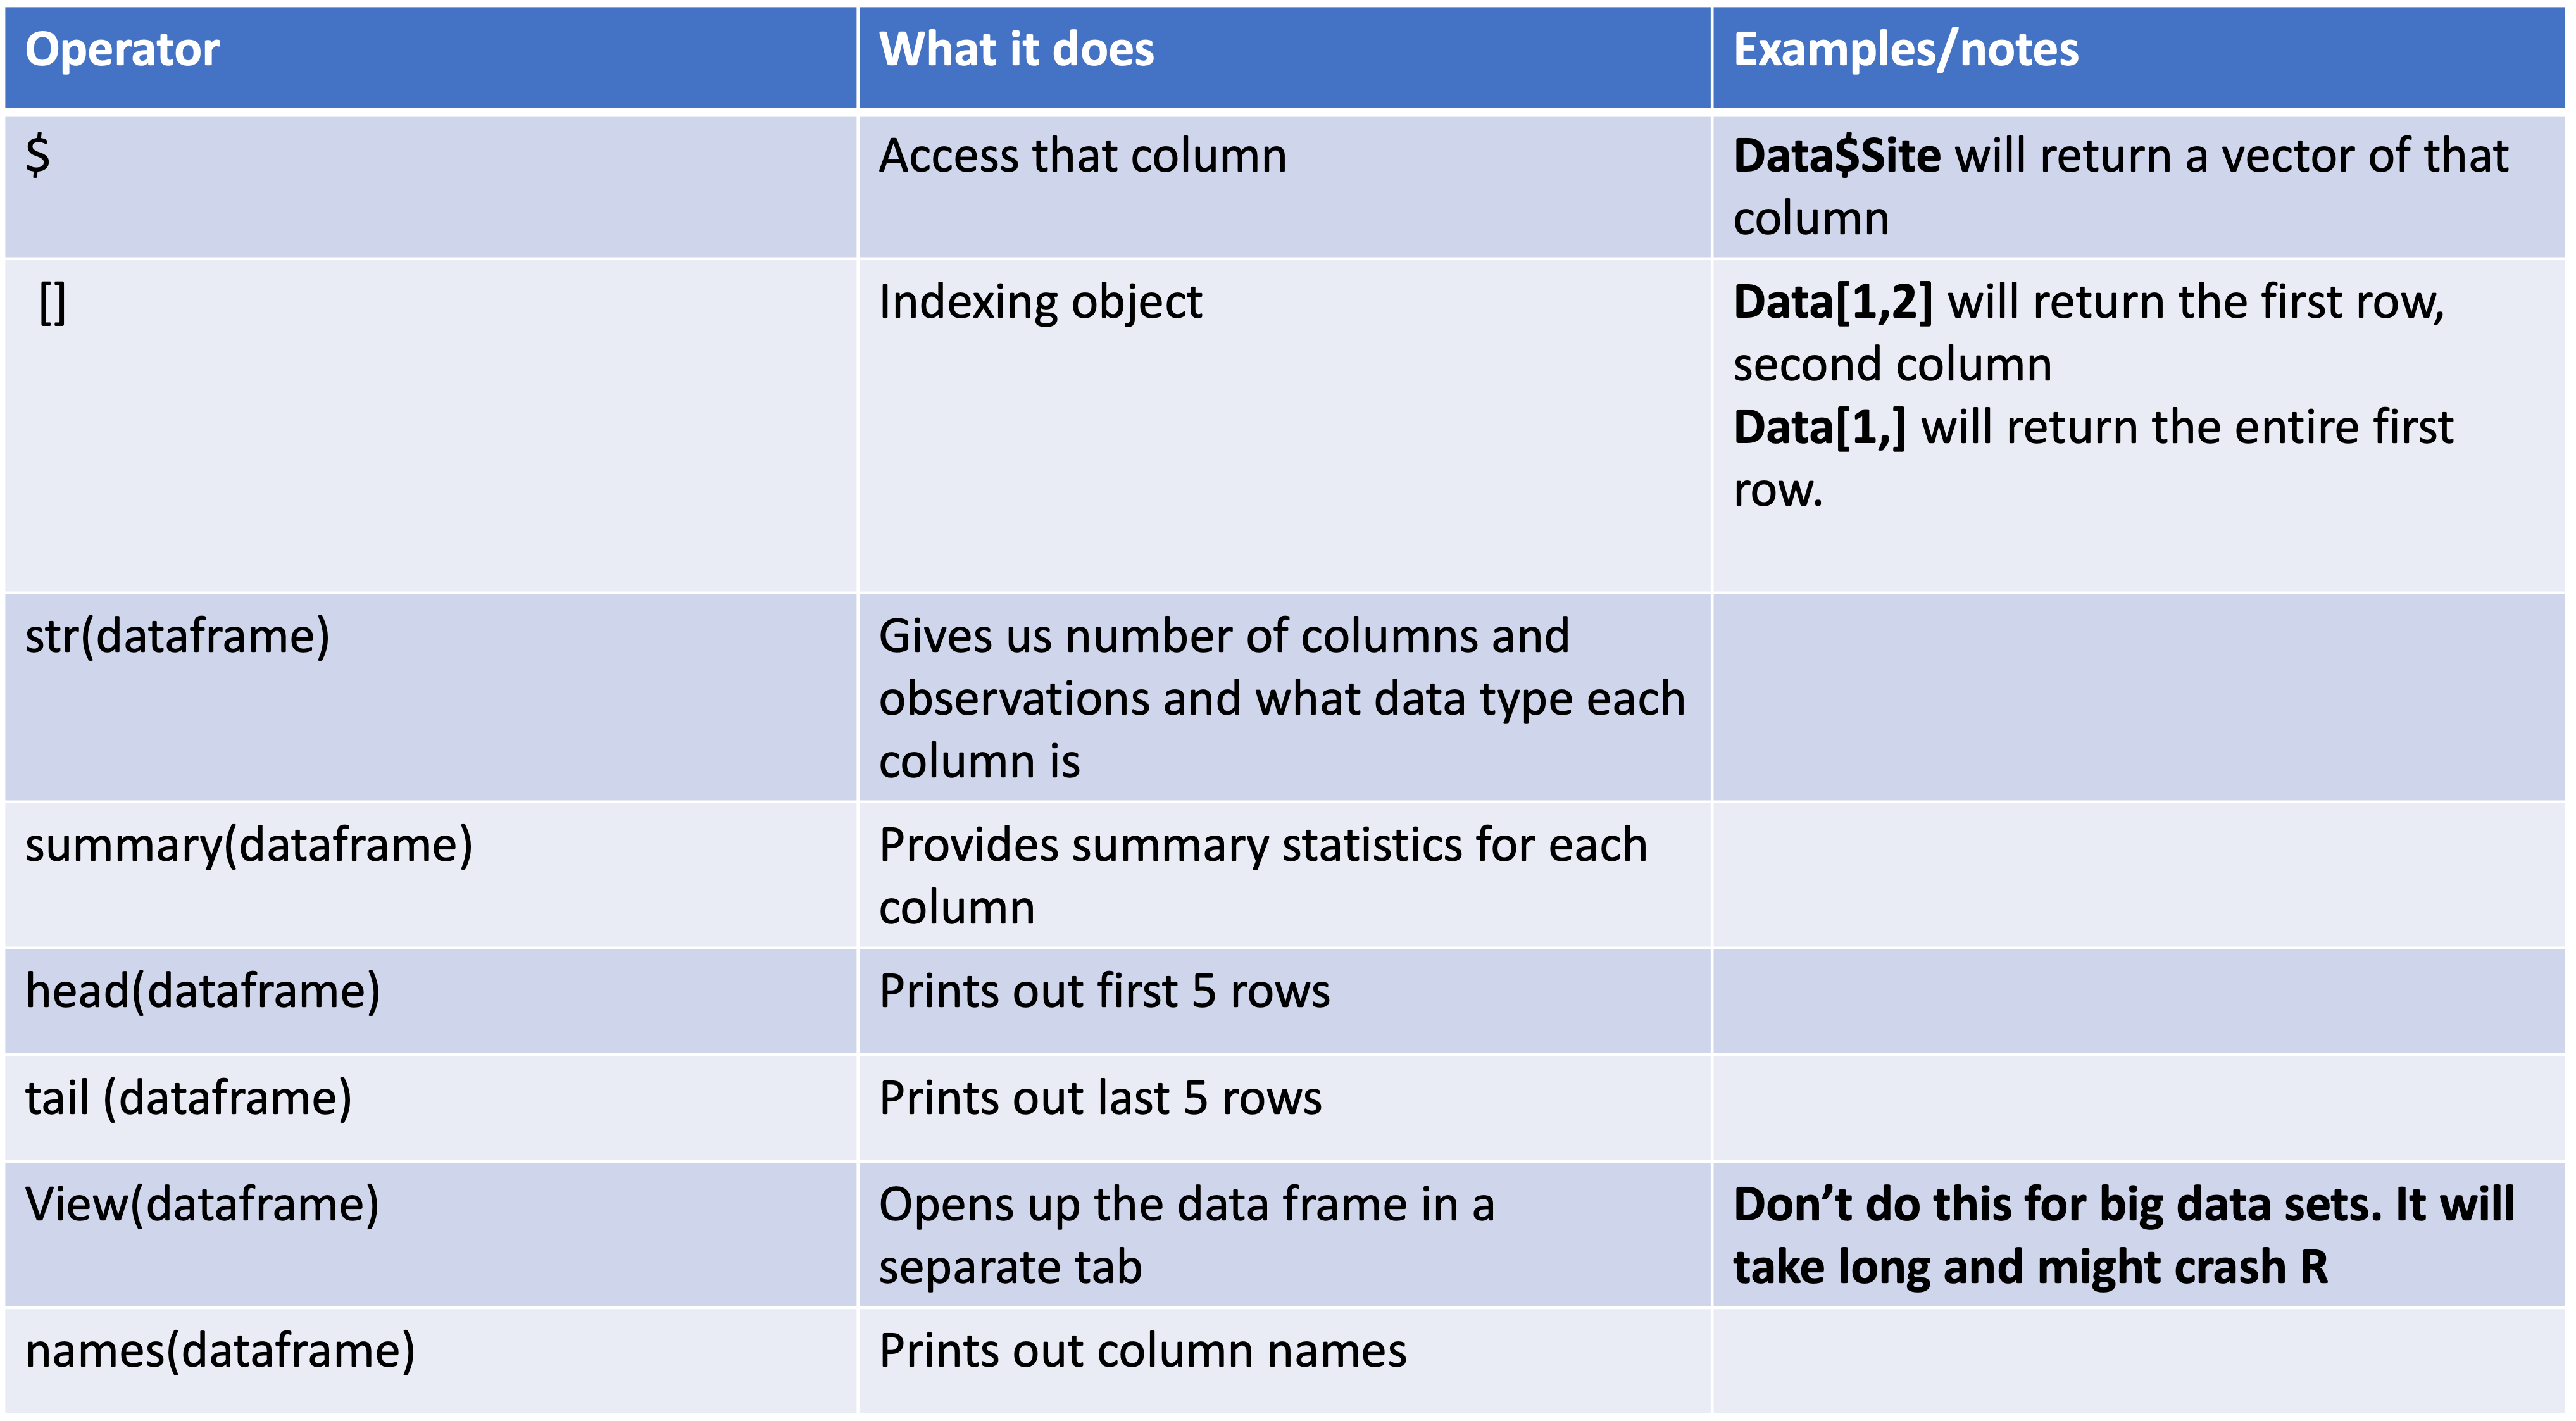 Operator
What it does
Examples/notes
$
Access that column
Data$Site will return a vector of that
column
[]
Indexing object
Data[1,2] will return the first row,
second column
Data[1,] will return the entire first
row.
str(dataframe)
Gives us number of columns and
observations and what data type each
column is
summary(dataframe)
Provides summary statistics for each
column
head(dataframe)
Prints out first 5 rows
tail (dataframe)
Prints out last 5 rows
View(dataframe)
Opens up the data frame in a
separate tab
Don’t do this for big data sets. It will
take long and might crash R
names(dataframe)
Prints out column names